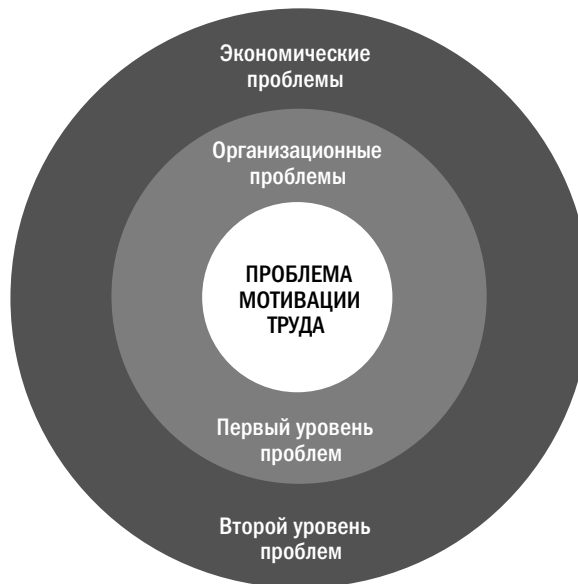 Экономические
проблемы
Организационные
проблемы
ПРОБЛЕМА
МОТИВАЦИИ
ТРУДА
Первый уровень
проблем
Второй уровень
проблем